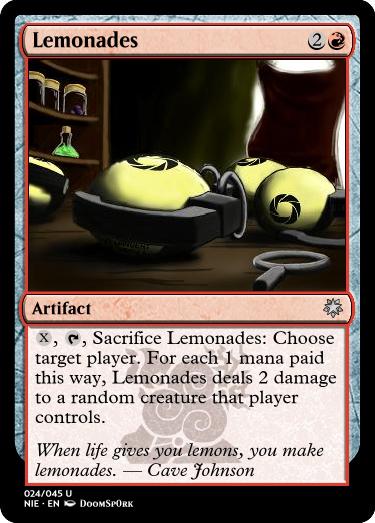 Lemonades 2
Artifact
X, T, Sacrifice Lemonades: Choose
target player. For each 1 mana paid
this way, Lemonades deals 2 damage
to a random creature that player
controls.
When life gives you lemons, you make
lemonades. — Cave Johnson
024/045 U
NIE • EN DoomSp0rk